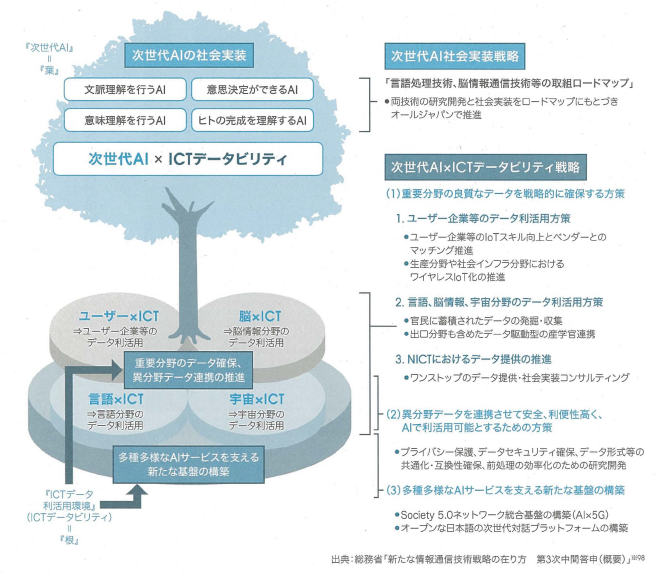 『次世代AI』
＝
『葉』
次世代AIの社会実装
文脈理解を行うAI
意思決定ができるAI
意味理解を行うAI
ヒトの完成を理解するAI
次世代AI × ICTデータビリティ
ユーザー×ICT
⇒ユーザー企業等の
データ利活用
脳×ICT
⇒脳情報分野の
データ利活用
重要分野のデータ確保、
異分野データ連携の推進
言語×ICT
⇒言語分野の
データ利活用
宇宙×ICT
⇒宇宙分野の
データ利活用
多種多様なAIサービスを支える
新たな基盤の構築
『ICTデータ
利活用環境』
(ICTデータビリティ)
＝
『根』
次世代AI社会実装戦略
「言語処理技術、脳情報通信技術等の取組ロードマップ」
●両技術の研究開発と社会実装をロードマップにもとづき
オールジャパンで推進
次世代AI×ICTデータビリティ戦略
(1)重要分野の良質なデータを戦略的に確保する方策
1. ユーザー企業等のデータ利活用方策
●ユーザー企業等のIoTスキル向上とベンダーとの
マッチング推進
●生産分野や社会インフラ分野における
ワイヤレスIoT化の推進
2. 言語、脳情報、宇宙分野のデータ利活用方策
●官民に蓄積されたデータの発掘・収集
●出口分野も含めたデータ駆動型の産学官連携
3. NICTにおけるデータ提供の推進
●ワンストップのデータ提供・社会実装コンサルティング
(2)異分野データを連携させて安全、利便性高く、
AIで利活用可能とするための方策
●プライバシー保護、データセキュリティ確保、データ形式等の
共通化・互換性確保、前処理の効率化のための研究開発
(3)多種多様なAIサービスを支える新たな基盤の構築
●Society 5.0ネットワーク統合基盤の構築(AI×5G)
●オープンな日本語の次世代対話プラットフォームの構築
出典：総務省『新たな情報通信技術戦略の在り方 第3次中間答申(概要)』※98